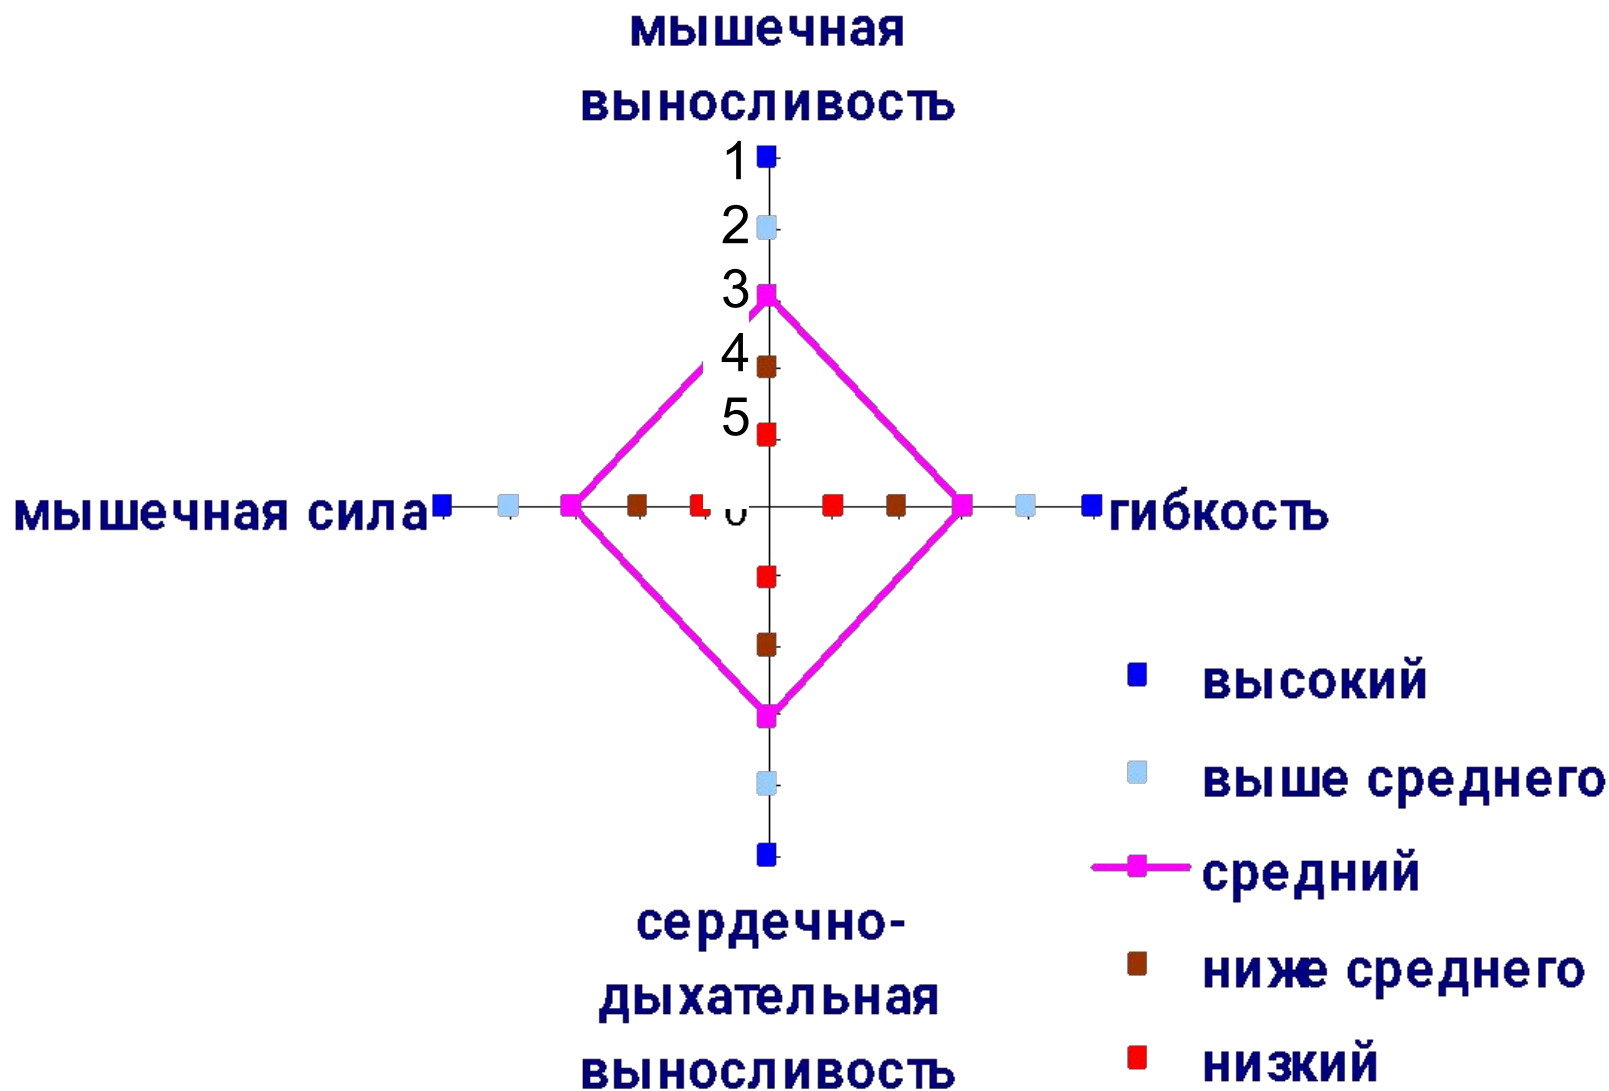 мышечная
выносливость
1
2
3
4
5
мышечная сила
гибкость
высокий
выше среднего
средний
ниже среднего
низкий
сердечно-
дыхательная
выносливость